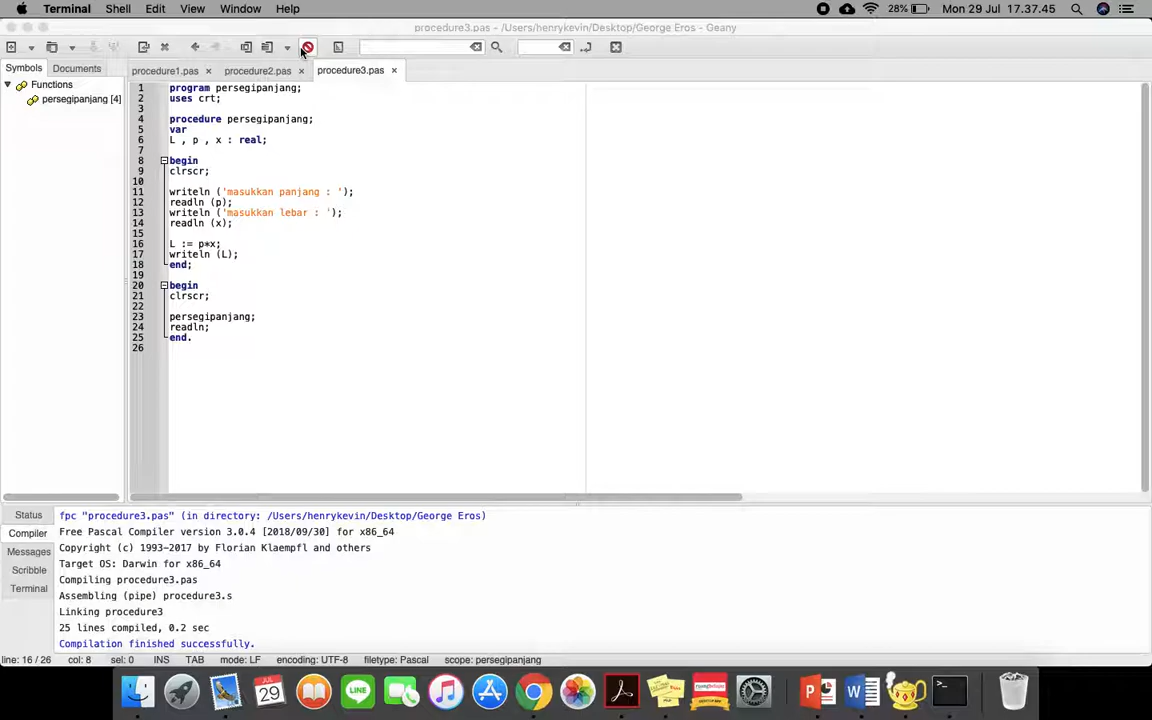 Terminal Shell Edit View Window Help 28% Mon 29 Jul 17.37.45
procedure3.pas - /Users/henrykevin/Desktop/George Eros - Geany
Symbols Documents procedure1.pas procedure2.pas procedure3.pas
Functions
persegipanjang [4]
1 program persegipanjang;
2 uses crt;
3
4 procedure persegipanjang;
5 var
6 L , p , x : real;
7
8 begin
9 clrscr;
10
11 writeln ('masukkan panjang : ');
12 readln (p);
13 writeln ('masukkan lebar : ');
14 readln (x);
15
16 L := p*x;
17 writeln (L);
18 end;
19
20 begin
21 clrscr;
22
23 persegipanjang;
24 readln;
25 end.
26
Status
Compiler
Messages
Scribble
Terminal
fpc "procedure3.pas" (in directory: /Users/henrykevin/Desktop/George Eros)
Free Pascal Compiler version 3.0.4 [2018/09/30] for x86_64
Copyright (c) 1993-2017 by Florian Klaempfl and others
Target OS: Darwin for x86_64
Compiling procedure3.pas
Assembling (pipe) procedure3.s
Linking procedure3
25 lines compiled, 0.2 sec
Compilation finished successfully.
line: 16 / 26 col: 8 sel: 0 INS TAB mode: LF encoding: UTF-8 filetype: Pascal scope: persegipanjang
JUL
29
LINE